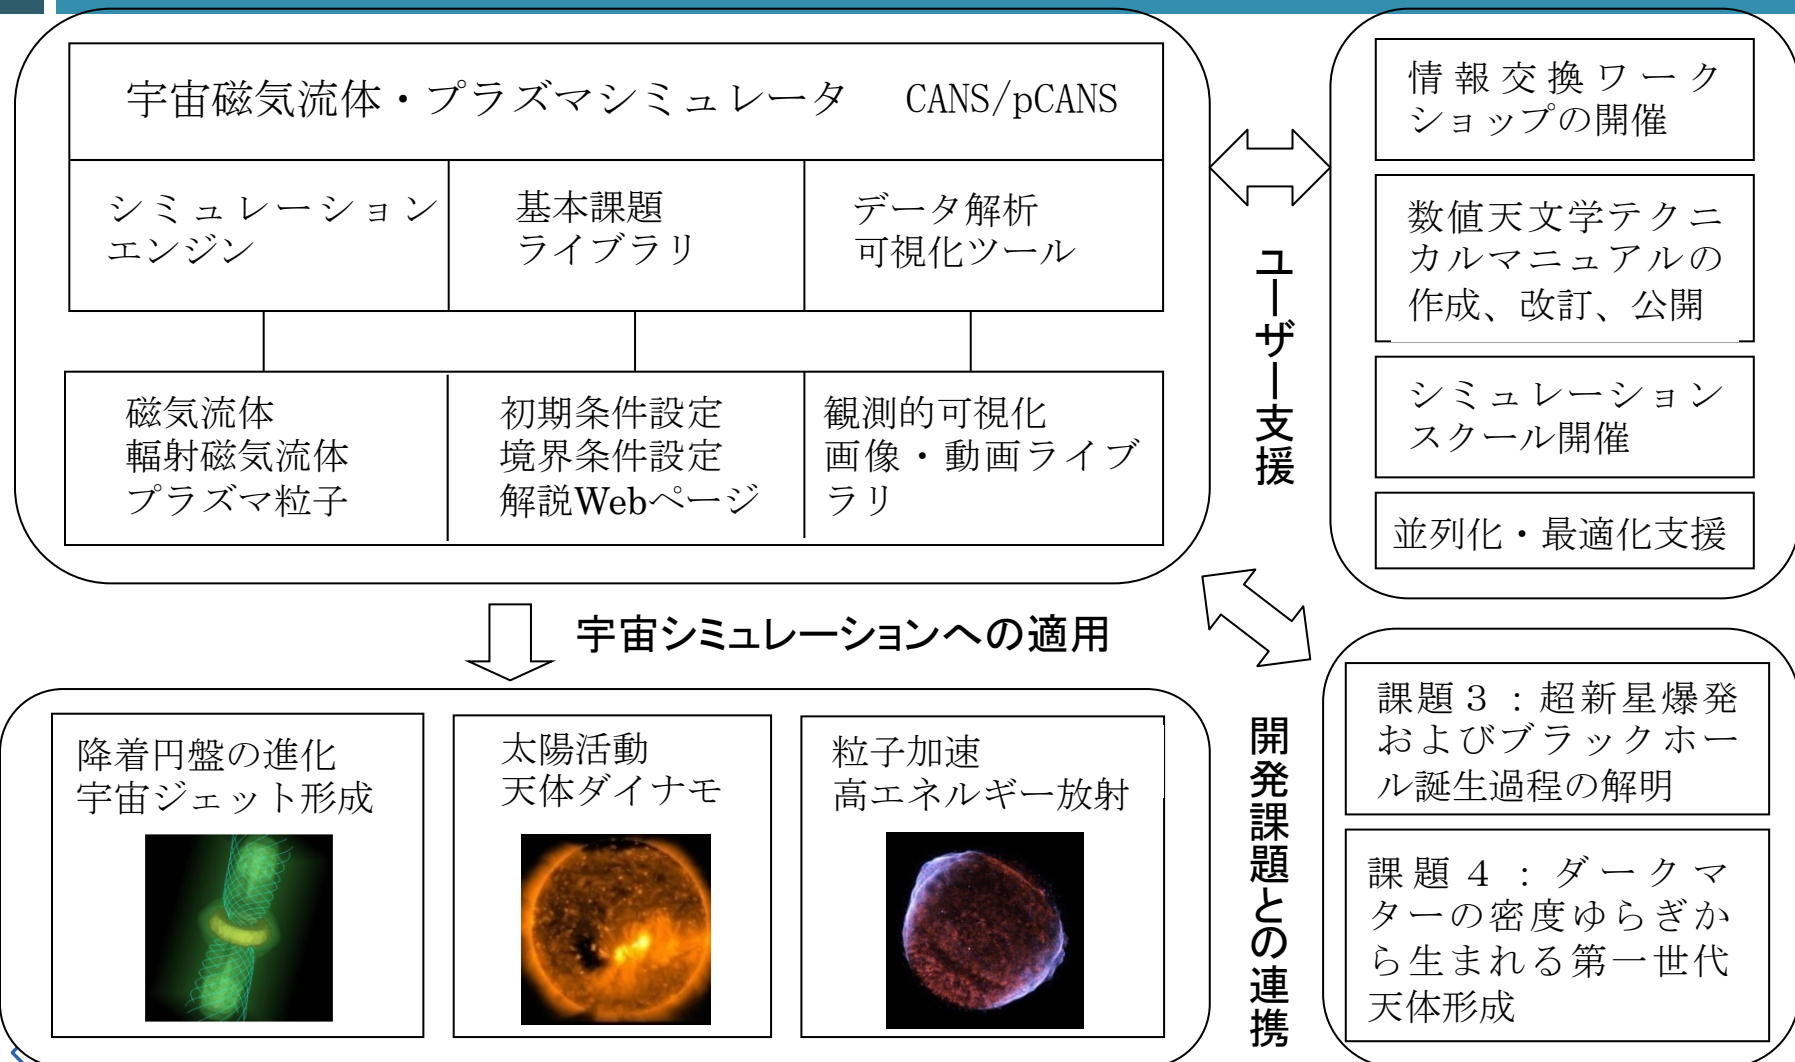 宇宙磁気流体・プラズマシミュレータ　CANS/pCANS
シミュレーション
エンジン
基本課題
ライブラリ
データ解析
可視化ツール
磁気流体
輻射磁気流体
プラズマ粒子
初期条件設定
境界条件設定
解説Webページ
観測的可視化
画像・動画ライブ
ラリ
ユーザー支援
情報交換ワーク
ショップの開催
数値天文学テクニ
カルマニュアルの
作成、改訂、公開
シミュレーション
スクール開催
並列化・最適化支援
宇宙シミュレーションへの適用
降着円盤の進化
宇宙ジェット形成
太陽活動
天体ダイナモ
粒子加速
高エネルギー放射
開発課題との連携
課題３：超新星爆発
およびブラックホー
ル誕生過程の解明
課題４：ダークマ
ターの密度ゆらぎか
ら生まれる第一世代
天体形成